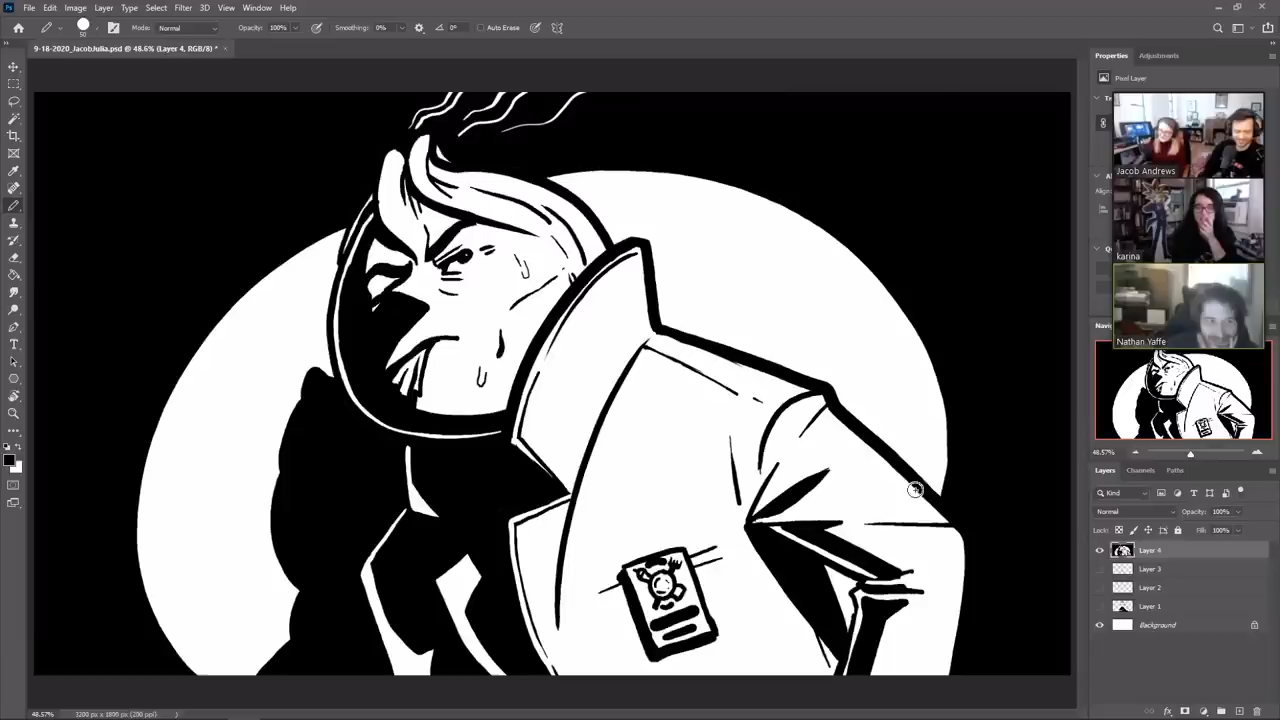 File Edit Image Layer Type Select Filter 3D View Window Help
50 Mode: Normal Opacity: 100% Smoothing: 0% 0° Auto Erase
9-18-2020_JacobJulia.psd @ 48.6% (Layer 4, RGB/8) *
Properties Adjustments
Pixel Layer
Jacob Andrews
karina
Nathan Yaffe
48.57%
Layers Channels Paths
Kind
Normal Opacity: 100%
Lock: Fill: 100%
Layer 4
Layer 3
Layer 2
Layer 1
Background
48.57% 3200 px x 1800 px (200 ppi)